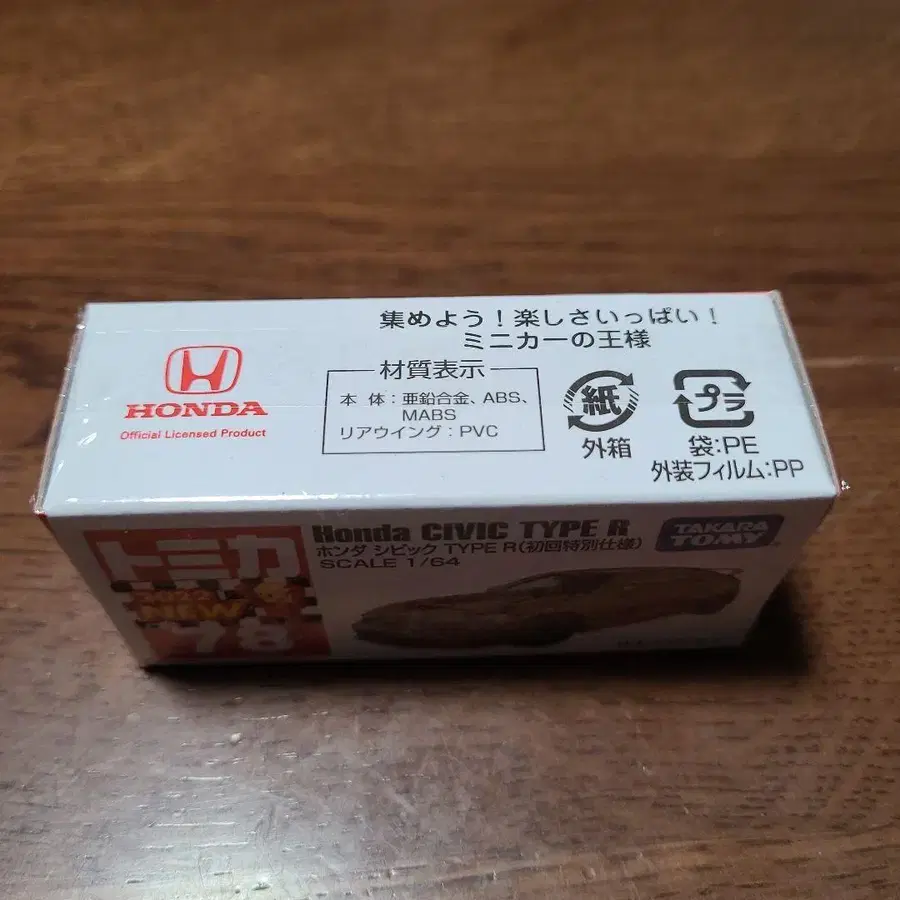 集めよう！楽しさいっぱい！
ミニカーの王様
HONDA
Official Licensed Product
材質表示
本 体：亜鉛合金、ABS、
MABS
リアウイング：PVC
紙
外箱
プラ
袋:PE
外装フィルム:PP
トミカ
NEW
78
Honda CIVIC TYPE R
ホンダ シビック TYPE R(初回特別仕様)
SCALE 1/64
TAKARA
TOMY